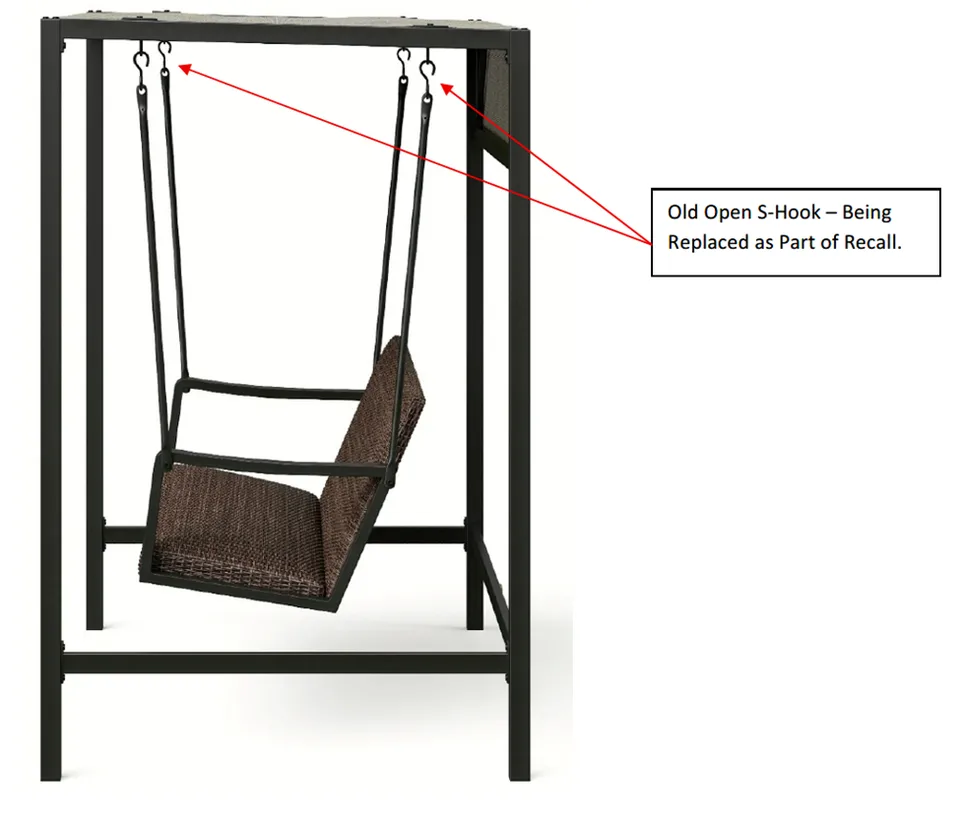 Old Open S-Hook – Being
Replaced as Part of Recall.